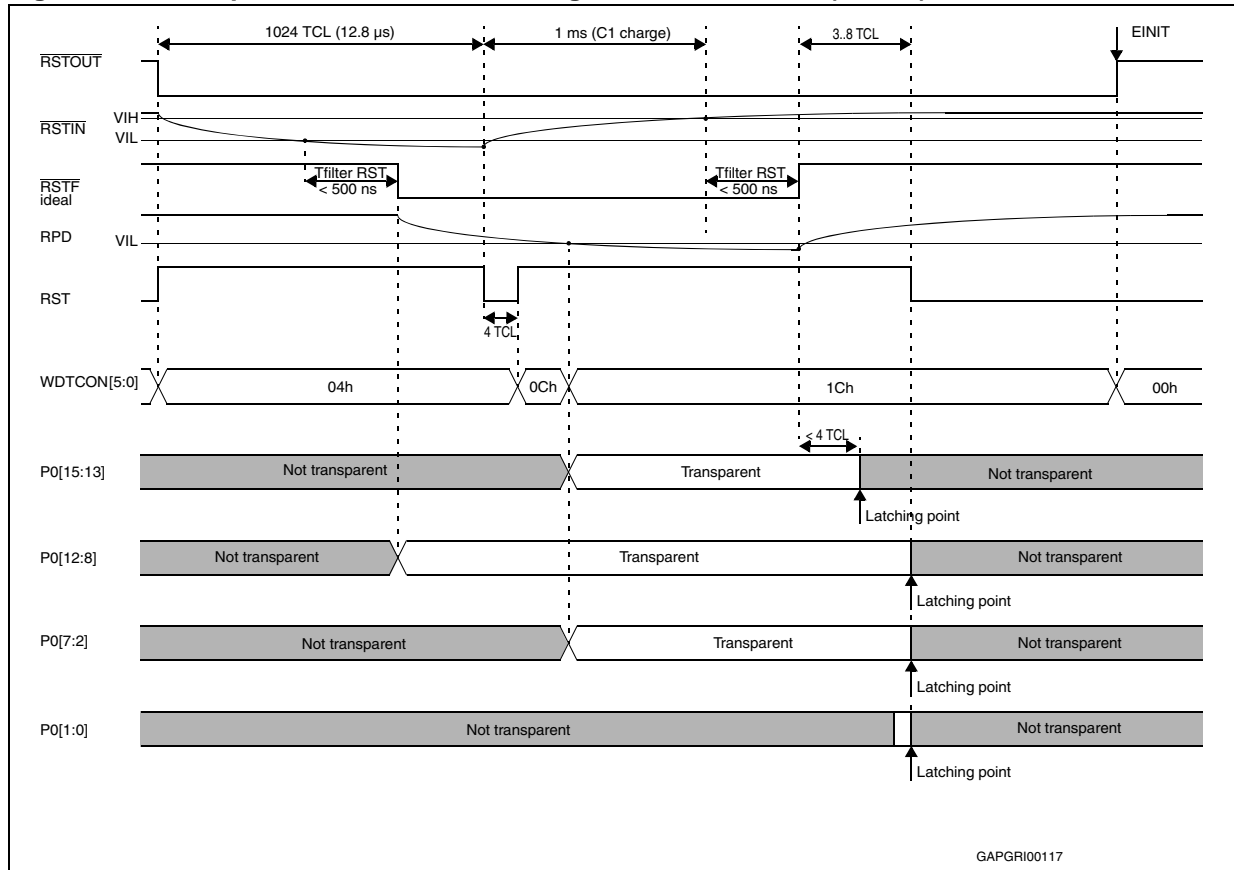 1024 TCL (12.8 µs)
1 ms (C1 charge)
3..8 TCL
EINIT
RSTOUT
RSTIN
VIH
VIL
Tfilter RST
< 500 ns
Tfilter RST
< 500 ns
RSTF
ideal
RPD
VIL
RST
4 TCL
WDTCON[5:0]
04h
0Ch
1Ch
00h
< 4 TCL
P0[15:13]
Not transparent
Transparent
Not transparent
Latching point
P0[12:8]
Not transparent
Transparent
Not transparent
Latching point
P0[7:2]
Not transparent
Transparent
Not transparent
Latching point
P0[1:0]
Not transparent
Not transparent
Latching point
GAPGRI00117